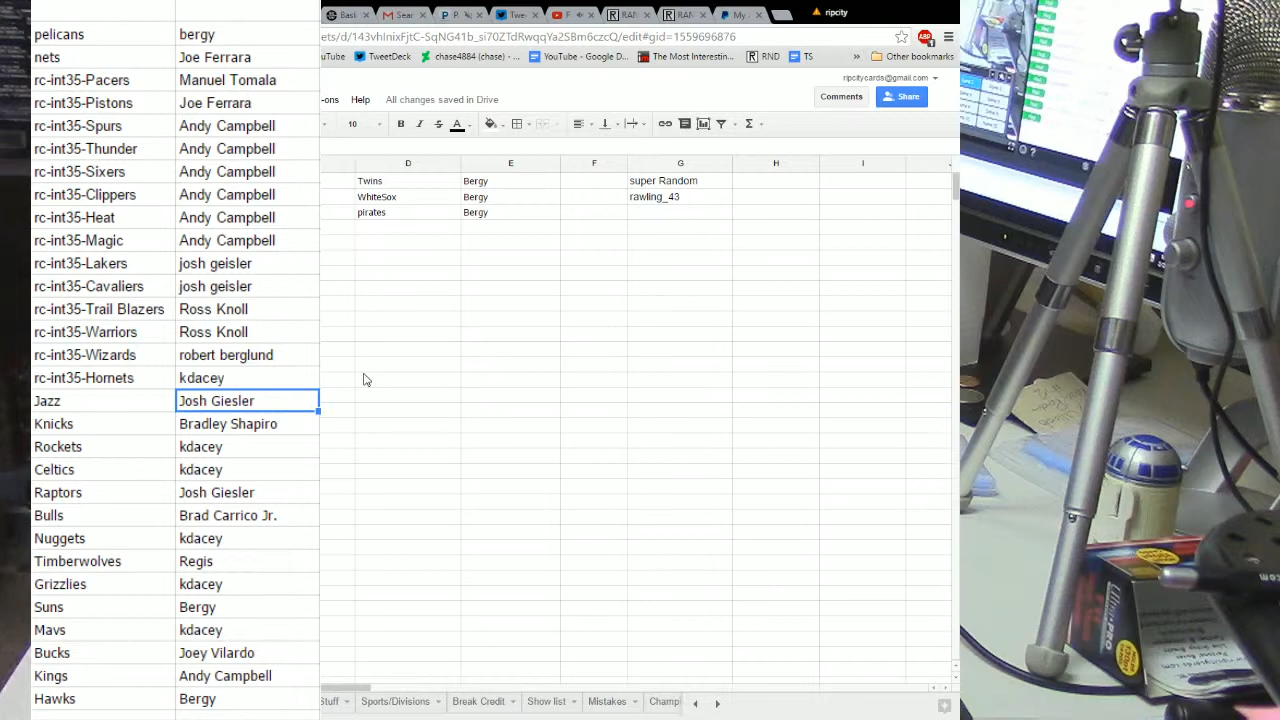 pelicans bergy
nets Joe Ferrara
rc-int35-Pacers Manuel Tomala
rc-int35-Pistons Joe Ferrara
rc-int35-Spurs Andy Campbell
rc-int35-Thunder Andy Campbell
rc-int35-Sixers Andy Campbell
rc-int35-Clippers Andy Campbell
rc-int35-Heat Andy Campbell
rc-int35-Magic Andy Campbell
rc-int35-Lakers josh geisler
rc-int35-Cavaliers josh geisler
rc-int35-Trail Blazers Ross Knoll
rc-int35-Warriors Ross Knoll
rc-int35-Wizards robert berglund
rc-int35-Hornets kdacey
Jazz Josh Giesler
Knicks Bradley Shapiro
Rockets kdacey
Celtics kdacey
Raptors Josh Giesler
Bulls Brad Carrico Jr.
Nuggets kdacey
Timberwolves Regis
Grizzlies kdacey
Suns Bergy
Mavs kdacey
Bucks Joey Vilardo
Kings Andy Campbell
Hawks Bergy
ripcity
TweetDeck chase4884 (chase) ... YouTube - Google D... The Most Interestin... RNO TS
ripcitycards@gmail.com
Help All changes saved in Drive
Comments Share
D E F G H I
Twins Bergy super Random
WhiteSox Bergy rawling_43
pirates Bergy
Sports/Divisions Break Credit Show list Mistakes Champ
Ultra PRO